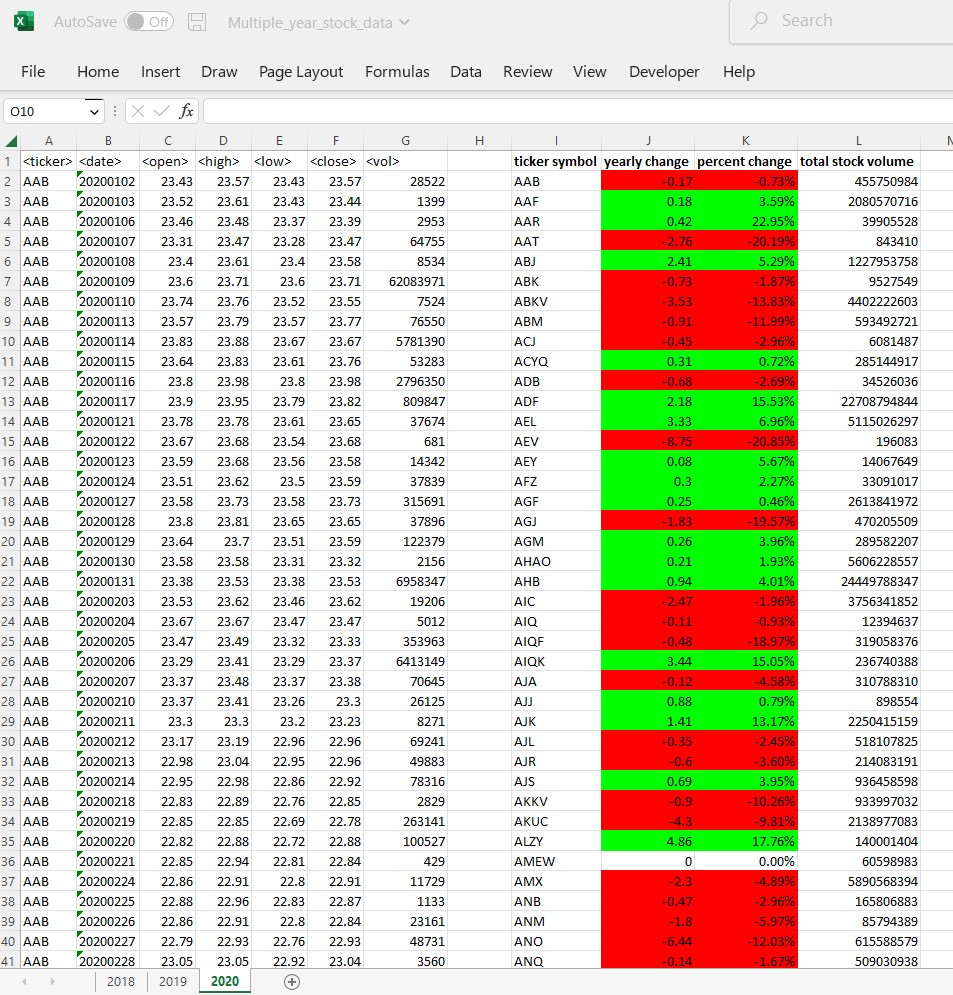 AutoSave Off Multiple_year_stock_data Search
File Home Insert Draw Page Layout Formulas Data Review View Developer Help
O10 fx
A B C D E F G H I J K L
1 <ticker> <date> <open> <high> <low> <close> <vol> ticker symbol yearly change percent change total stock volume
2 AAB 20200102 23.43 23.57 23.43 23.57 28522 AAB -0.17 -0.73% 455750984
3 AAB 20200103 23.52 23.61 23.43 23.44 1399 AAF 0.18 3.59% 2080570716
4 AAB 20200106 23.46 23.48 23.37 23.39 2953 AAR 0.42 22.95% 39905528
5 AAB 20200107 23.31 23.47 23.28 23.47 64755 AAT -2.76 -20.19% 843410
6 AAB 20200108 23.4 23.61 23.4 23.58 8534 ABJ 2.41 5.29% 1227953758
7 AAB 20200109 23.6 23.71 23.6 23.71 62083971 ABK -0.73 -1.87% 9527549
8 AAB 20200110 23.74 23.76 23.52 23.55 7524 ABKV -3.53 -13.83% 4402222603
9 AAB 20200113 23.57 23.79 23.57 23.77 76550 ABM -0.91 -11.99% 593492721
10 AAB 20200114 23.83 23.88 23.67 23.67 5781390 ACJ -0.45 -2.96% 6081487
11 AAB 20200115 23.64 23.83 23.61 23.76 53283 ACYQ 0.31 0.72% 285144917
12 AAB 20200116 23.8 23.98 23.8 23.98 2796350 ADB -0.68 -2.69% 34526036
13 AAB 20200117 23.9 23.95 23.79 23.82 809847 ADF 2.18 15.53% 22708794844
14 AAB 20200121 23.78 23.78 23.61 23.65 37674 AEL 3.33 6.96% 5115026297
15 AAB 20200122 23.67 23.68 23.54 23.68 681 AEV -8.75 -20.85% 196083
16 AAB 20200123 23.59 23.68 23.56 23.58 14342 AEY 0.08 5.67% 14067649
17 AAB 20200124 23.51 23.62 23.5 23.59 37839 AFZ 0.3 2.27% 33091017
18 AAB 20200127 23.58 23.73 23.58 23.73 315691 AGF 0.25 0.46% 2613841972
19 AAB 20200128 23.8 23.81 23.65 23.65 37896 AGJ -1.83 -19.57% 470205509
20 AAB 20200129 23.64 23.7 23.51 23.59 122379 AGM 0.26 3.96% 289582207
21 AAB 20200130 23.58 23.58 23.31 23.32 2156 AHAO 0.21 1.93% 5606228557
22 AAB 20200131 23.38 23.53 23.38 23.53 6958347 AHB 0.94 4.01% 24449788347
23 AAB 20200203 23.53 23.62 23.46 23.62 19206 AIC -2.47 -1.96% 3756341852
24 AAB 20200204 23.67 23.67 23.47 23.47 5012 AIQ -0.11 -0.93% 12394637
25 AAB 20200205 23.47 23.49 23.32 23.33 353963 AIQF -0.48 -18.97% 319058376
26 AAB 20200206 23.29 23.41 23.29 23.37 6413149 AIQK 3.44 15.05% 236740388
27 AAB 20200207 23.37 23.48 23.37 23.38 70645 AJA -0.12 -4.58% 310788310
28 AAB 20200210 23.37 23.41 23.26 23.3 26125 AJJ 0.88 0.79% 898554
29 AAB 20200211 23.3 23.3 23.2 23.23 8271 AJK 1.41 13.17% 2250415159
30 AAB 20200212 23.17 23.19 22.96 22.96 69241 AJL -0.35 -2.45% 518107825
31 AAB 20200213 22.98 23.04 22.95 22.96 49883 AJR -0.6 -3.60% 214083191
32 AAB 20200214 22.95 22.98 22.86 22.92 78316 AJS 0.69 3.95% 936458598
33 AAB 20200218 22.83 22.89 22.76 22.85 2829 AKKV -0.9 -10.26% 933997032
34 AAB 20200219 22.85 22.85 22.69 22.78 263141 AKUC -4.3 -9.81% 2138977083
35 AAB 20200220 22.82 22.88 22.72 22.88 100527 ALZY 4.86 17.76% 140001404
36 AAB 20200221 22.85 22.94 22.81 22.84 429 AMEW 0 0.00% 60598983
37 AAB 20200224 22.86 22.91 22.8 22.91 11729 AMX -2.3 -4.89% 5890568394
38 AAB 20200225 22.88 22.96 22.83 22.87 1133 ANB -0.47 -2.96% 165806883
39 AAB 20200226 22.86 22.91 22.8 22.84 23161 ANM -1.8 -5.97% 85794389
40 AAB 20200227 22.79 22.93 22.76 22.93 48731 ANO -6.44 -12.03% 615588579
41 AAB 20200228 23.05 23.05 22.92 23.04 3560 ANQ -0.14 -1.67% 509030938
2018 2019 2020